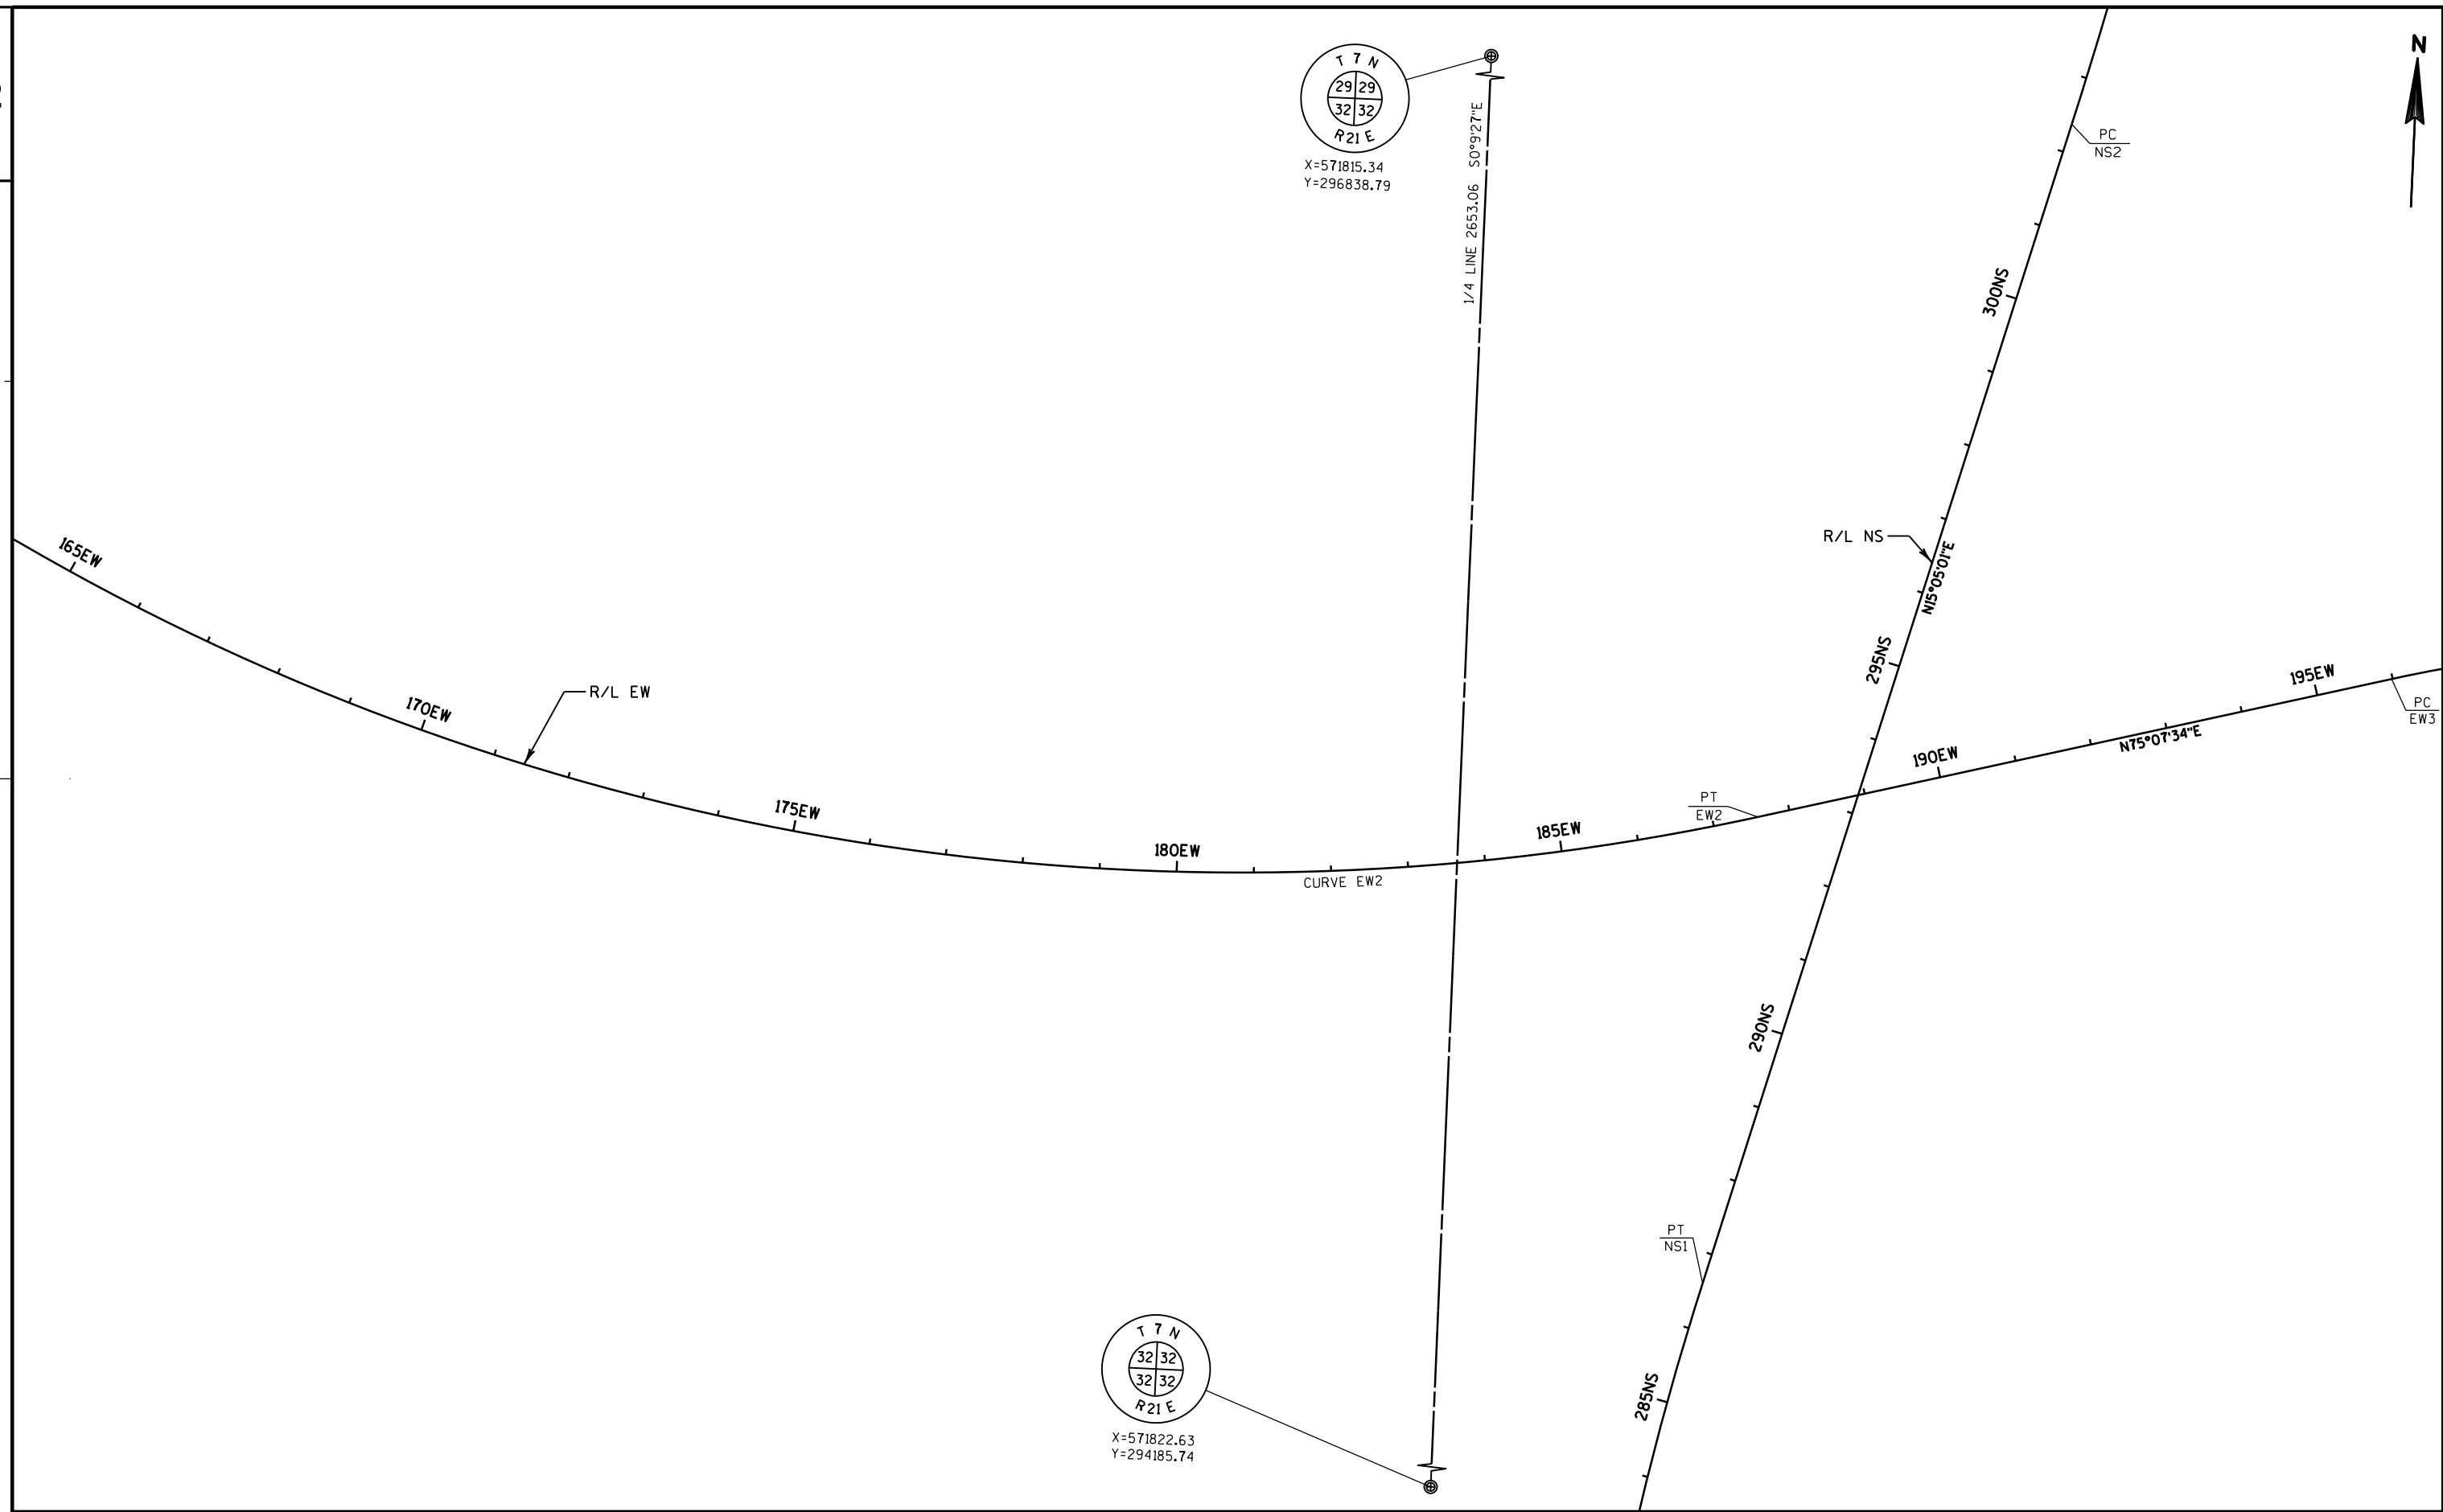 N
T 7 N
29 29
32 32
R21 E
X=571815.34
Y=296838.79
1/4 LINE 2653.06 S0°9'27"E
PC
NS2
300NS
165EW
R/L NS
N15°05'01"E
295NS
170EW
R/L EW
195EW
PC
EW3
N75°07'34"E
190EW
175EW
PT
EW2
185EW
180EW
CURVE EW2
290NS
PT
NS1
T 7 N
32 32
32 32
R21 E
285NS
X=571822.63
Y=294185.74